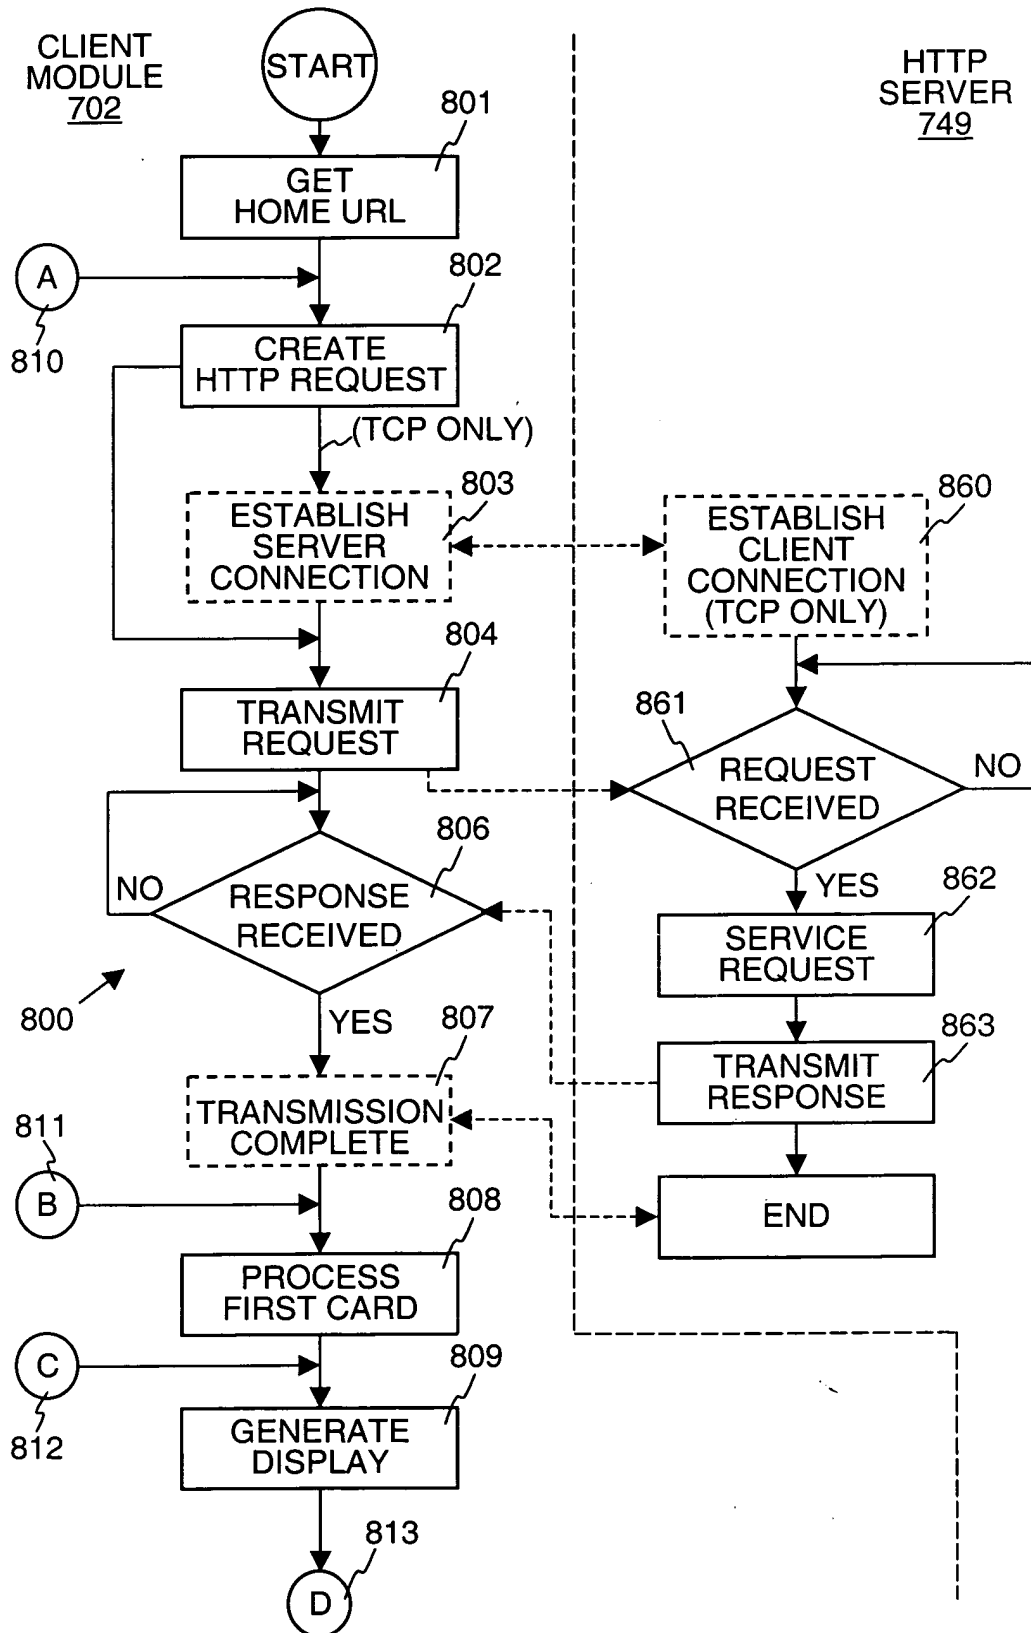 CLIENT
MODULE
702
START
HTTP
SERVER
749
801
GET
HOME URL
A
810
802
CREATE
HTTP REQUEST
(TCP ONLY)
803
ESTABLISH
SERVER
CONNECTION
860
ESTABLISH
CLIENT
CONNECTION
(TCP ONLY)
804
TRANSMIT
REQUEST
861
REQUEST
RECEIVED
NO
YES
806
RESPONSE
RECEIVED
NO
YES
800
862
SERVICE
REQUEST
863
TRANSMIT
RESPONSE
807
TRANSMISSION
COMPLETE
END
811
B
808
PROCESS
FIRST CARD
C
812
809
GENERATE
DISPLAY
813
D